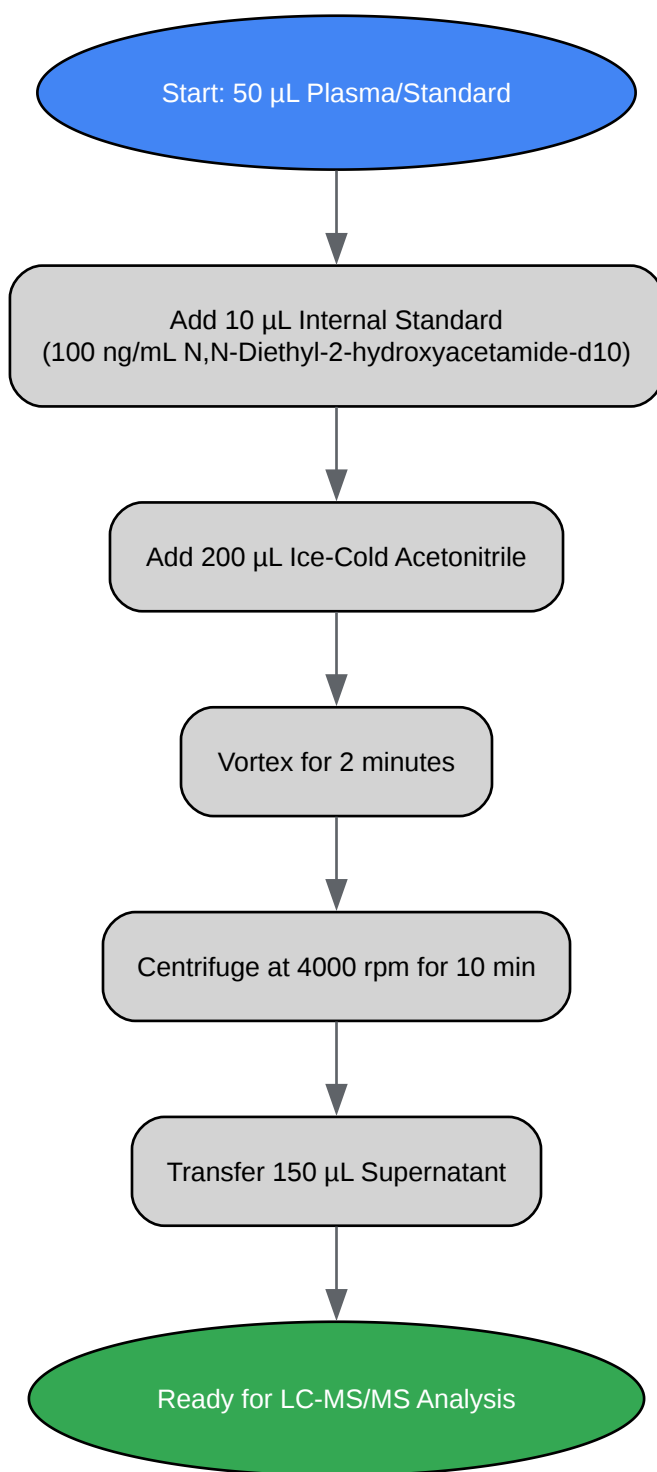 Start: 50 µL Plasma/Standard
Add 10 µL Internal Standard
(100 ng/mL N,N-Diethyl-2-hydroxyacetamide-d10)
Add 200 µL Ice-Cold Acetonitrile
Vortex for 2 minutes
Centrifuge at 4000 rpm for 10 min
Transfer 150 µL Supernatant
Ready for LC-MS/MS Analysis